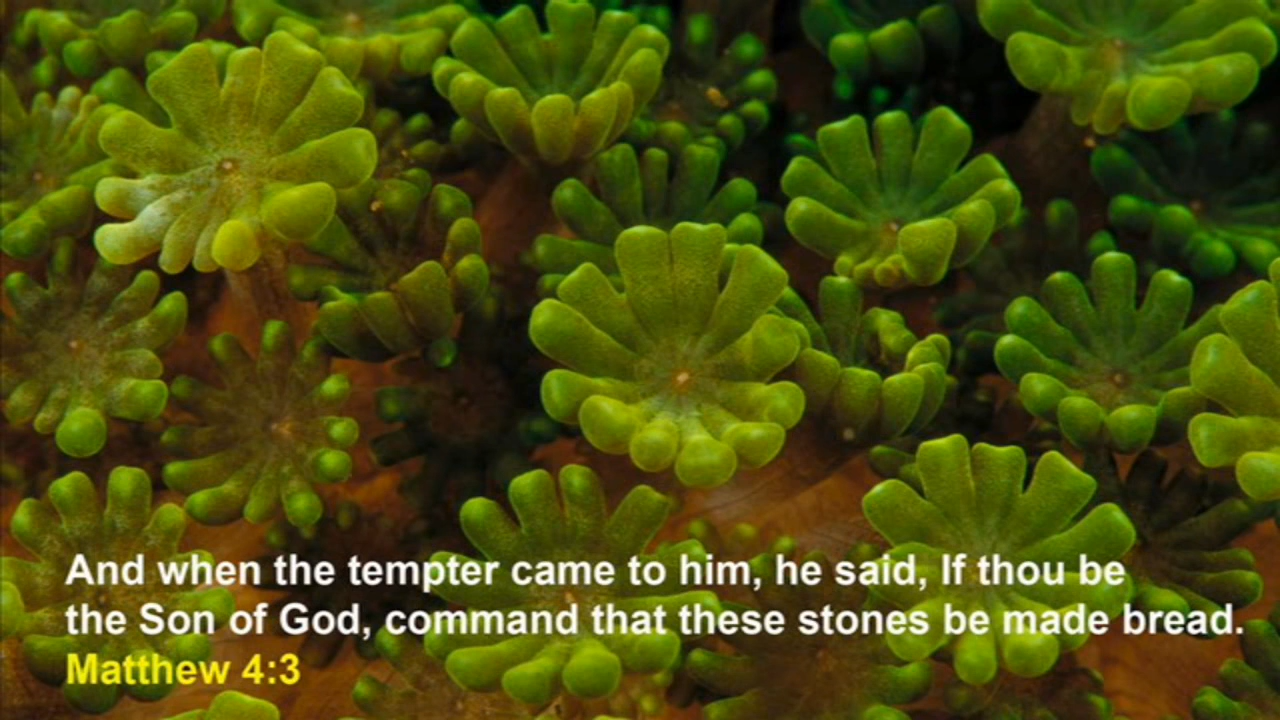 And when the tempter came to him, he said, If thou be
the Son of God, command that these stones be made bread.
Matthew 4:3